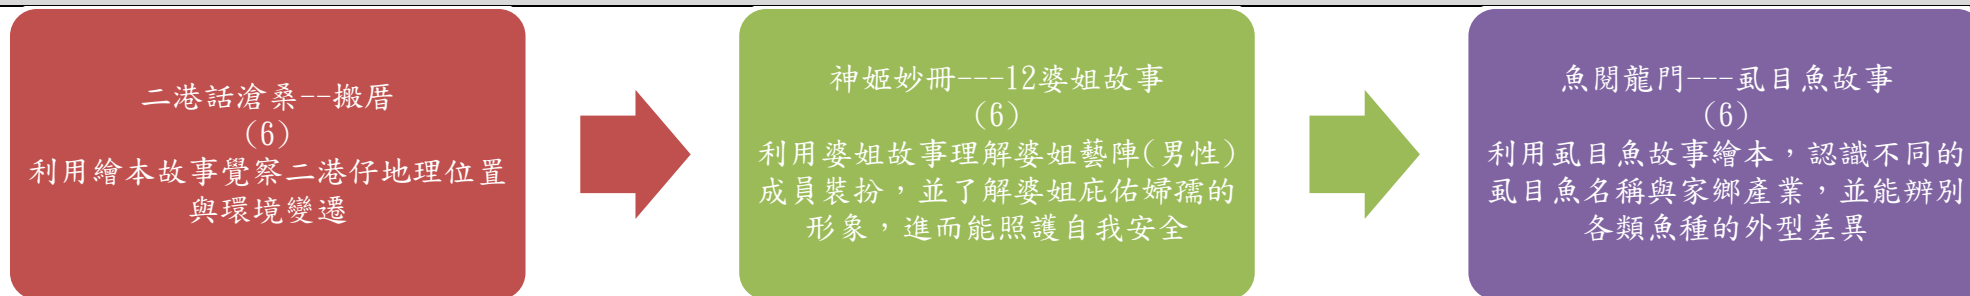 二港話滄桑--搬厝
(6)
利用繪本故事覺察二港仔地理位置
與環境變遷
神姬妙冊---12婆姐故事
(6)
利用婆姐故事理解婆姐藝陣(男性)
成員裝扮，並了解婆姐庇佑婦孺的
形象，進而能照護自我安全
魚閱龍門---虱目魚故事
(6)
利用虱目魚故事繪本，認識不同的
虱目魚名稱與家鄉產業，並能辨別
各類魚種的外型差異